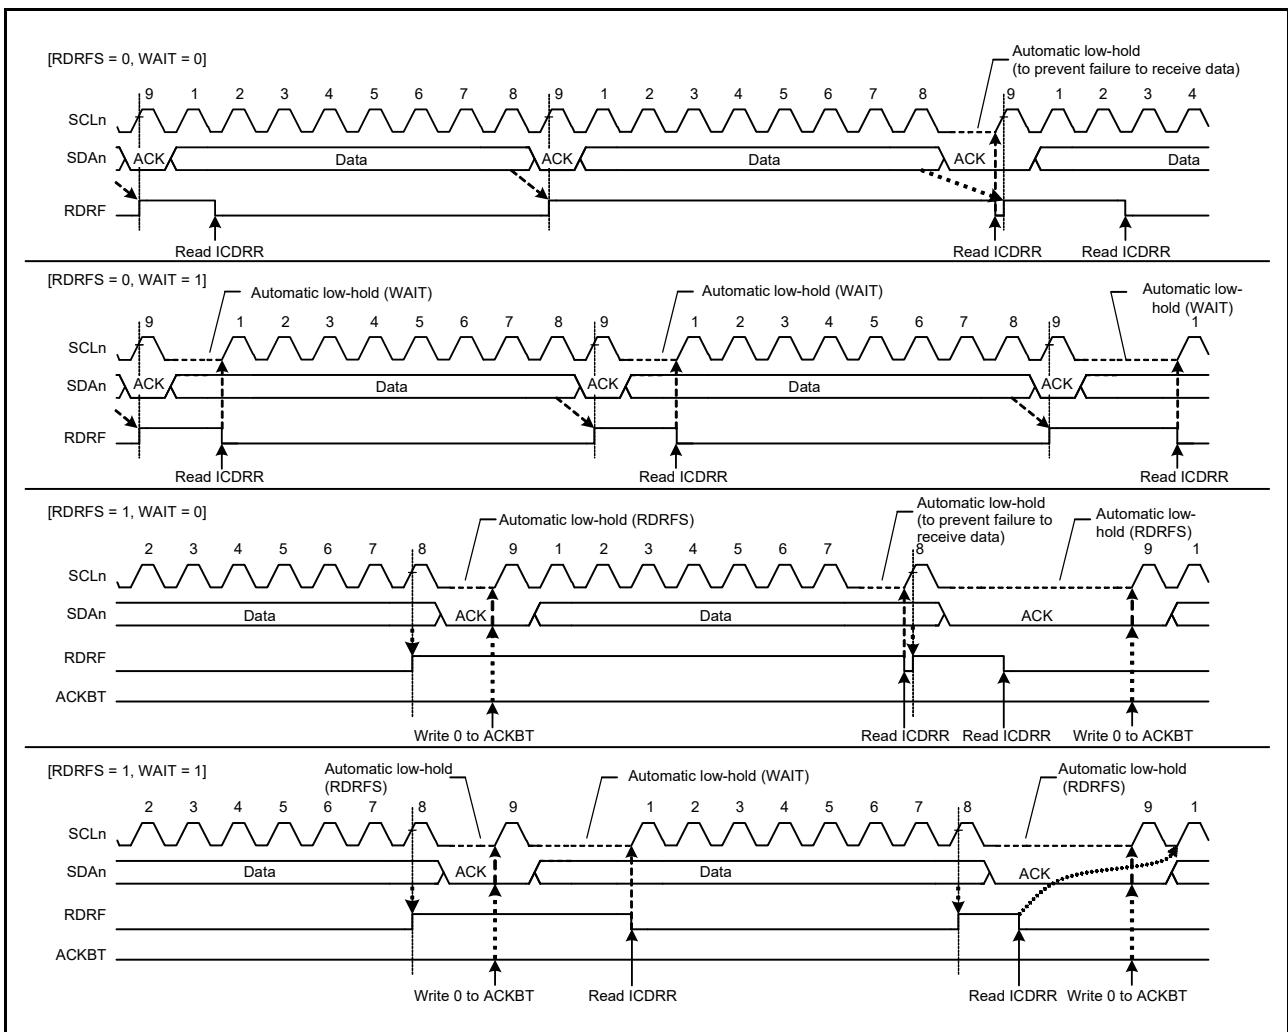 [RDRFS = 0, WAIT = 0]
Automatic low-hold
(to prevent failure to receive data)
9 1 2 3 4 5 6 7 8 9 1 2 3 4 5 6 7 8 9 1 2 3 4
SCLn
SDAn ACK Data ACK Data ACK Data
RDRF
Read ICDRR Read ICDRR Read ICDRR
[RDRFS = 0, WAIT = 1]
Automatic low-hold (WAIT) Automatic low-hold (WAIT) Automatic low-
hold (WAIT)
9 1 2 3 4 5 6 7 8 9 1 2 3 4 5 6 7 8 9 1
SCLn
SDAn ACK Data ACK Data ACK
RDRF
Read ICDRR Read ICDRR Read ICDRR
[RDRFS = 1, WAIT = 0]
Automatic low-hold (RDRFS)
Automatic low-hold
(to prevent failure to
receive data)
Automatic low-
hold (RDRFS)
2 3 4 5 6 7 8 9 1 2 3 4 5 6 7 8 9 1
SCLn
SDAn Data ACK Data ACK
RDRF
ACKBT
Write 0 to ACKBT Read ICDRR Read ICDRR Write 0 to ACKBT
[RDRFS = 1, WAIT = 1]
Automatic low-hold
(RDRFS)
Automatic low-hold (WAIT)
Automatic low-hold
(RDRFS)
2 3 4 5 6 7 8 9 1 2 3 4 5 6 7 8 9 1
SCLn
SDAn Data ACK Data ACK
RDRF
ACKBT
Write 0 to ACKBT Read ICDRR Read ICDRR Write 0 to ACKBT